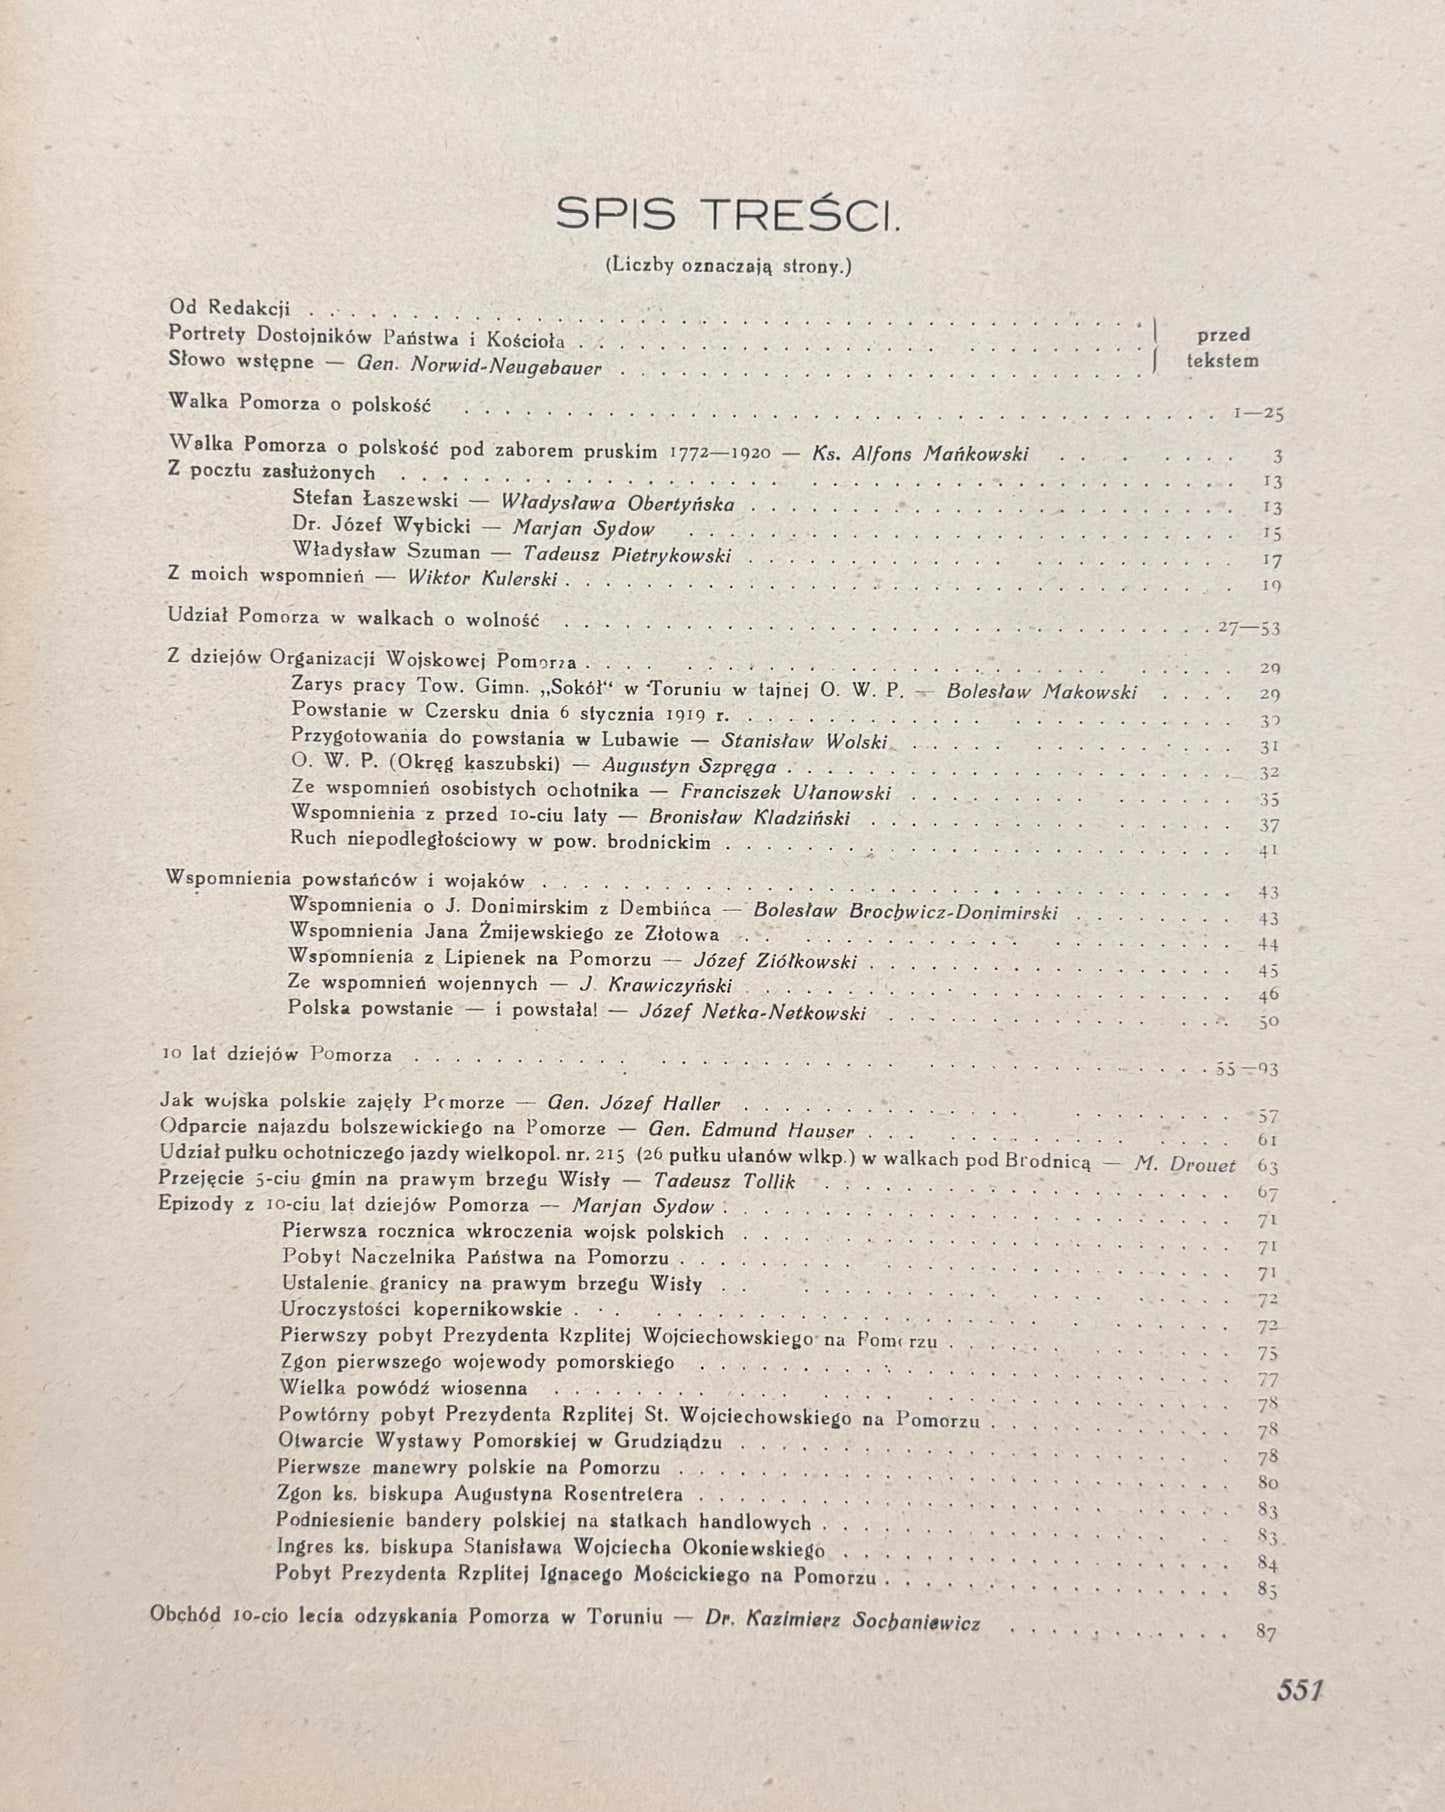 SPIS TREŚCI.
(Liczby oznaczają strony.)
Od Redakcji
Portrety Dostojników Państwa i Kościoła
Słowo wstępne — Gen. Norwid-Neugebauer
przed
tekstem
Walka Pomorza o polskość 1—25
Walka Pomorza o polskość pod zaborem pruskim 1772—1920 — Ks. Alfons Mańkowski 3
Z pocztu zasłużonych 13
Stefan Łaszewski — Władysława Obertyńska 13
Dr. Józef Wybicki — Marjan Sydow 15
Władysław Szuman — Tadeusz Pietrykowski 17
Z moich wspomnień — Wiktor Kulerski 19
Udział Pomorza w walkach o wolność 27—53
Z dziejów Organizacji Wojskowej Pomorza 29
Zarys pracy Tow. Gimn. „Sokół“ w Toruniu w tajnej O. W. P. — Bolesław Makowski 29
Powstanie w Czersku dnia 6 stycznia 1919 r. 30
Przygotowania do powstania w Lubawie — Stanisław Wolski 31
O. W. P. (Okręg kaszubski) — Augustyn Szpręga 32
Ze wspomnień osobistych ochotnika — Franciszek Ułanowski 35
Wspomnienia z przed 10-ciu laty — Bronisław Kladziński 37
Ruch niepodległościowy w pow. brodnickim 41
Wspomnienia powstańców i wojaków 43
Wspomnienia o J. Donimirskim z Dembińca — Bolesław Brochwicz-Donimirski 43
Wspomnienia Jana Żmijewskiego ze Złotowa 44
Wspomnienia z Lipienek na Pomorzu — Józef Ziółkowski 45
Ze wspomnień wojennych — J. Krawiczyński 46
Polska powstanie — i powstała! — Józef Netka-Netkowski 50
10 lat dziejów Pomorza 55—93
Jak wojska polskie zajęły Pomorze — Gen. Józef Haller 57
Odparcie najazdu bolszewickiego na Pomorze — Gen. Edmund Hauser 61
Udział pułku ochotniczego jazdy wielkopol. nr. 215 (26 pułku ułanów wlkp.) w walkach pod Brodnicą — M. Drouet 63
Przejęcie 5-ciu gmin na prawym brzegu Wisły — Tadeusz Tollik 67
Epizody z 10-ciu lat dziejów Pomorza — Marjan Sydow 71
Pierwsza rocznica wkroczenia wojsk polskich 71
Pobyt Naczelnika Państwa na Pomorzu 71
Ustalenie granicy na prawym brzegu Wisły 72
Uroczystości kopernikowskie 72
Pierwszy pobyt Prezydenta Rzplitej Wojciechowskiego na Pomorzu 75
Zgon pierwszego wojewody pomorskiego 77
Wielka powódź wiosenna 78
Powtórny pobyt Prezydenta Rzplitej St. Wojciechowskiego na Pomorzu 78
Otwarcie Wystawy Pomorskiej w Grudziądzu 78
Pierwsze manewry polskie na Pomorzu 80
Zgon ks. biskupa Augustyna Rosentretera 83
Podniesienie bandery polskiej na statkach handlowych 83
Ingres ks. biskupa Stanisława Wojciecha Okoniewskiego 84
Pobyt Prezydenta Rzplitej Ignacego Mościckiego na Pomorzu 85
Obchód 10-cio lecia odzyskania Pomorza w Toruniu — Dr. Kazimierz Sochaniewicz 87
551